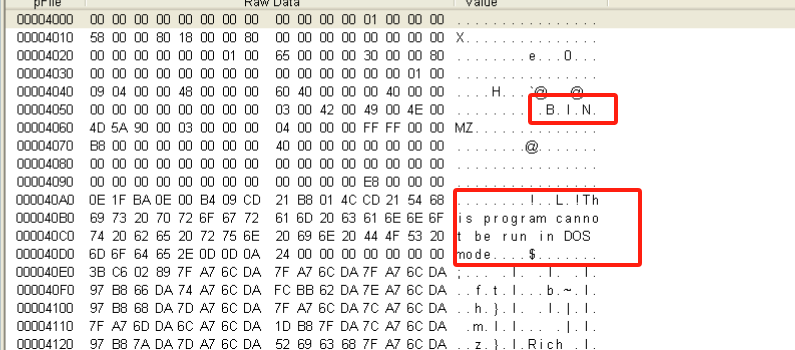 pFile Raw Data Value
00004000 00 00 00 00 00 00 00 00 00 00 00 00 01 00 00 00 ................
00004010 58 00 00 80 18 00 00 80 00 00 00 00 00 00 00 00 X...............
00004020 00 00 00 00 00 00 01 00 65 00 00 00 30 00 00 80 ........e...0...
00004030 00 00 00 00 00 00 00 00 00 00 00 00 00 00 01 00 ................
00004040 09 04 00 00 48 00 00 00 60 40 00 00 00 40 00 00 ....H...`@...@..
00004050 00 00 00 00 00 00 00 00 03 00 42 00 49 00 4E 00 ..........B.I.N.
00004060 4D 5A 90 00 03 00 00 00 04 00 00 00 FF FF 00 00 MZ..............
00004070 B8 00 00 00 00 00 00 00 40 00 00 00 00 00 00 00 ........@.......
00004080 00 00 00 00 00 00 00 00 00 00 00 00 00 00 00 00 ................
00004090 00 00 00 00 00 00 00 00 00 00 00 00 E8 00 00 00 ................
000040A0 0E 1F BA 0E 00 B4 09 CD 21 B8 01 4C CD 21 54 68 ........!..L.!Th
000040B0 69 73 20 70 72 6F 67 72 61 6D 20 63 61 6E 6E 6F is program canno
000040C0 74 20 62 65 20 72 75 6E 20 69 6E 20 44 4F 53 20 t be run in DOS
000040D0 6D 6F 64 65 2E 0D 0D 0A 24 00 00 00 00 00 00 00 mode....$.......
000040E0 3B C6 02 89 7F A7 6C DA 7F A7 6C DA 7F A7 6C DA ;.....l...l...l.
000040F0 97 B8 66 DA 74 A7 6C DA FC BB 62 DA 7E A7 6C DA ..f.t.l...b.~.l.
00004100 97 B8 68 DA 7D A7 6C DA 7F A7 6C DA 7C A7 6C DA ..h.}.l...l.|.l.
00004110 7F A7 6D DA 6C A7 6C DA 1D B8 7F DA 7C A7 6C DA ..m.l.l.....|.l.
00004120 97 B8 7A DA 7D A7 6C DA 52 69 63 68 7F A7 6C DA ..z.}.l.Rich..l.